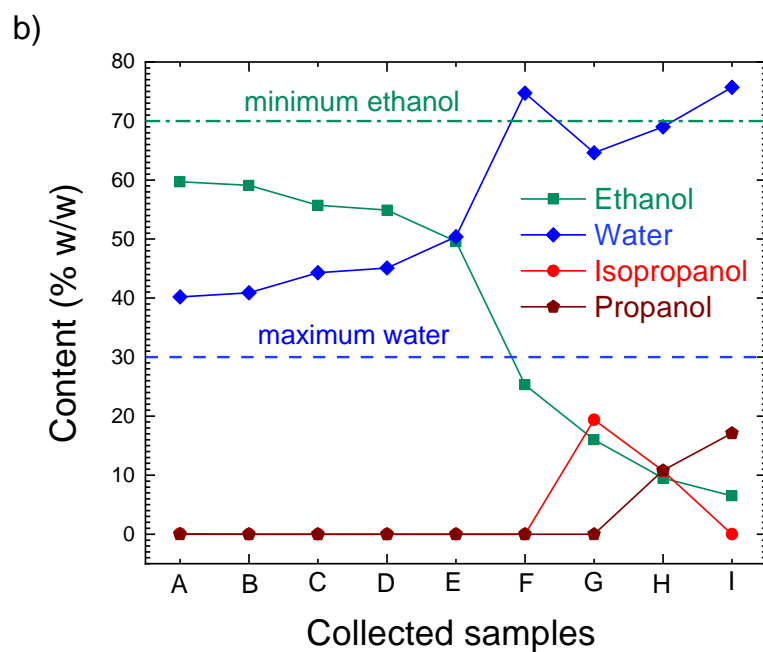 b)
80
70
60
50
40
30
20
10
0
Content (% w/w)
minimum ethanol
Ethanol
Water
Isopropanol
Propanol
maximum water
A B C D E F G H I
Collected samples